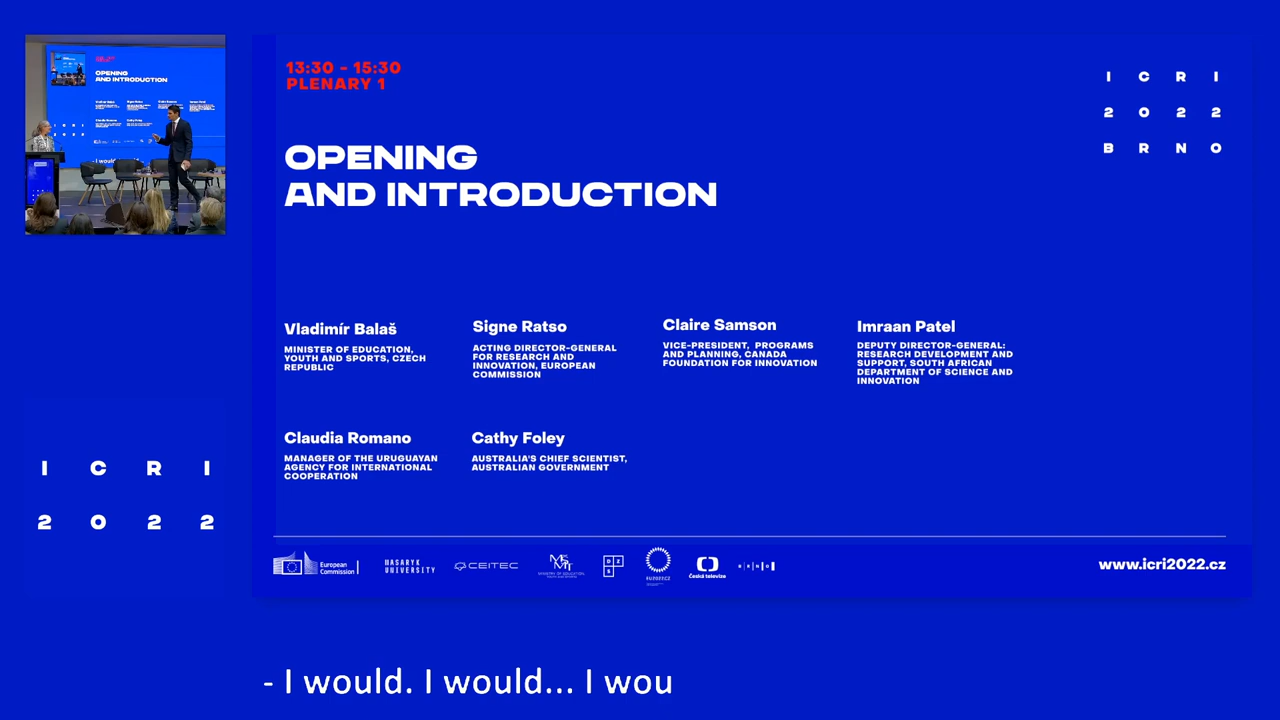 13:30 - 15:30
PLENARY 1
OPENING
AND INTRODUCTION
I C R I
2 0 2 2
B R N O
Vladimír Balaš
MINISTER OF EDUCATION,
YOUTH AND SPORTS, CZECH
REPUBLIC
Signe Ratso
ACTING DIRECTOR-GENERAL
FOR RESEARCH AND
INNOVATION, EUROPEAN
COMMISSION
Claire Samson
VICE-PRESIDENT, PROGRAMS
AND PLANNING, CANADA
FOUNDATION FOR INNOVATION
Imraan Patel
DEPUTY DIRECTOR-GENERAL:
RESEARCH DEVELOPMENT AND
SUPPORT, SOUTH AFRICAN
DEPARTMENT OF SCIENCE AND
INNOVATION
Claudia Romano
MANAGER OF THE URUGUAYAN
AGENCY FOR INTERNATIONAL
COOPERATION
Cathy Foley
AUSTRALIA'S CHIEF SCIENTIST,
AUSTRALIAN GOVERNMENT
I C R I
2 0 2 2
European
Commission
MASARYK
UNIVERSITY
CEITEC
Česká televize
B R N O
www.icri2022.cz
- I would. I would... I wou